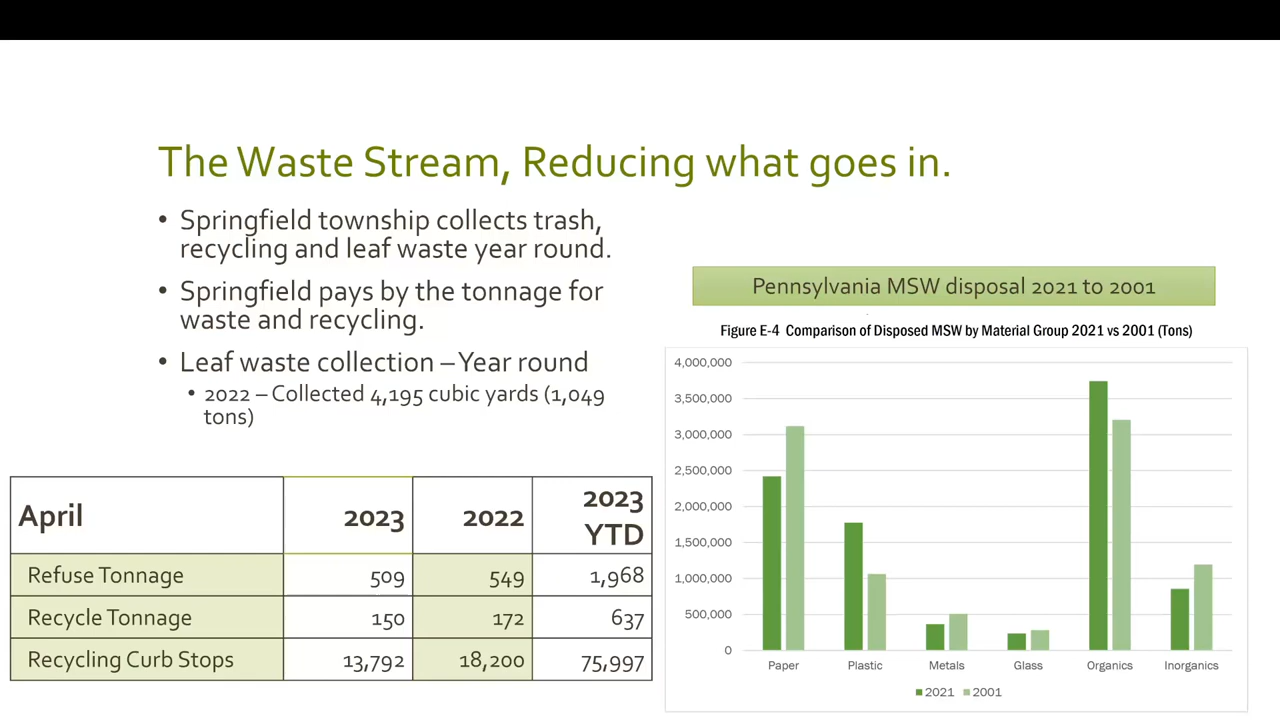 The Waste Stream, Reducing what goes in.
• Springfield township collects trash,
recycling and leaf waste year round.
• Springfield pays by the tonnage for
waste and recycling.
• Leaf waste collection – Year round
• 2022 – Collected 4,195 cubic yards (1,049
tons)
April 2023 2022 2023 YTD
Refuse Tonnage 509 549 1,968
Recycle Tonnage 150 172 637
Recycling Curb Stops 13,792 18,200 75,997
Pennsylvania MSW disposal 2021 to 2001
Figure E-4 Comparison of Disposed MSW by Material Group 2021 vs 2001 (Tons)
4,000,000
3,500,000
3,000,000
2,500,000
2,000,000
1,500,000
1,000,000
500,000
0
Paper Plastic Metals Glass Organics Inorganics
2021 2001